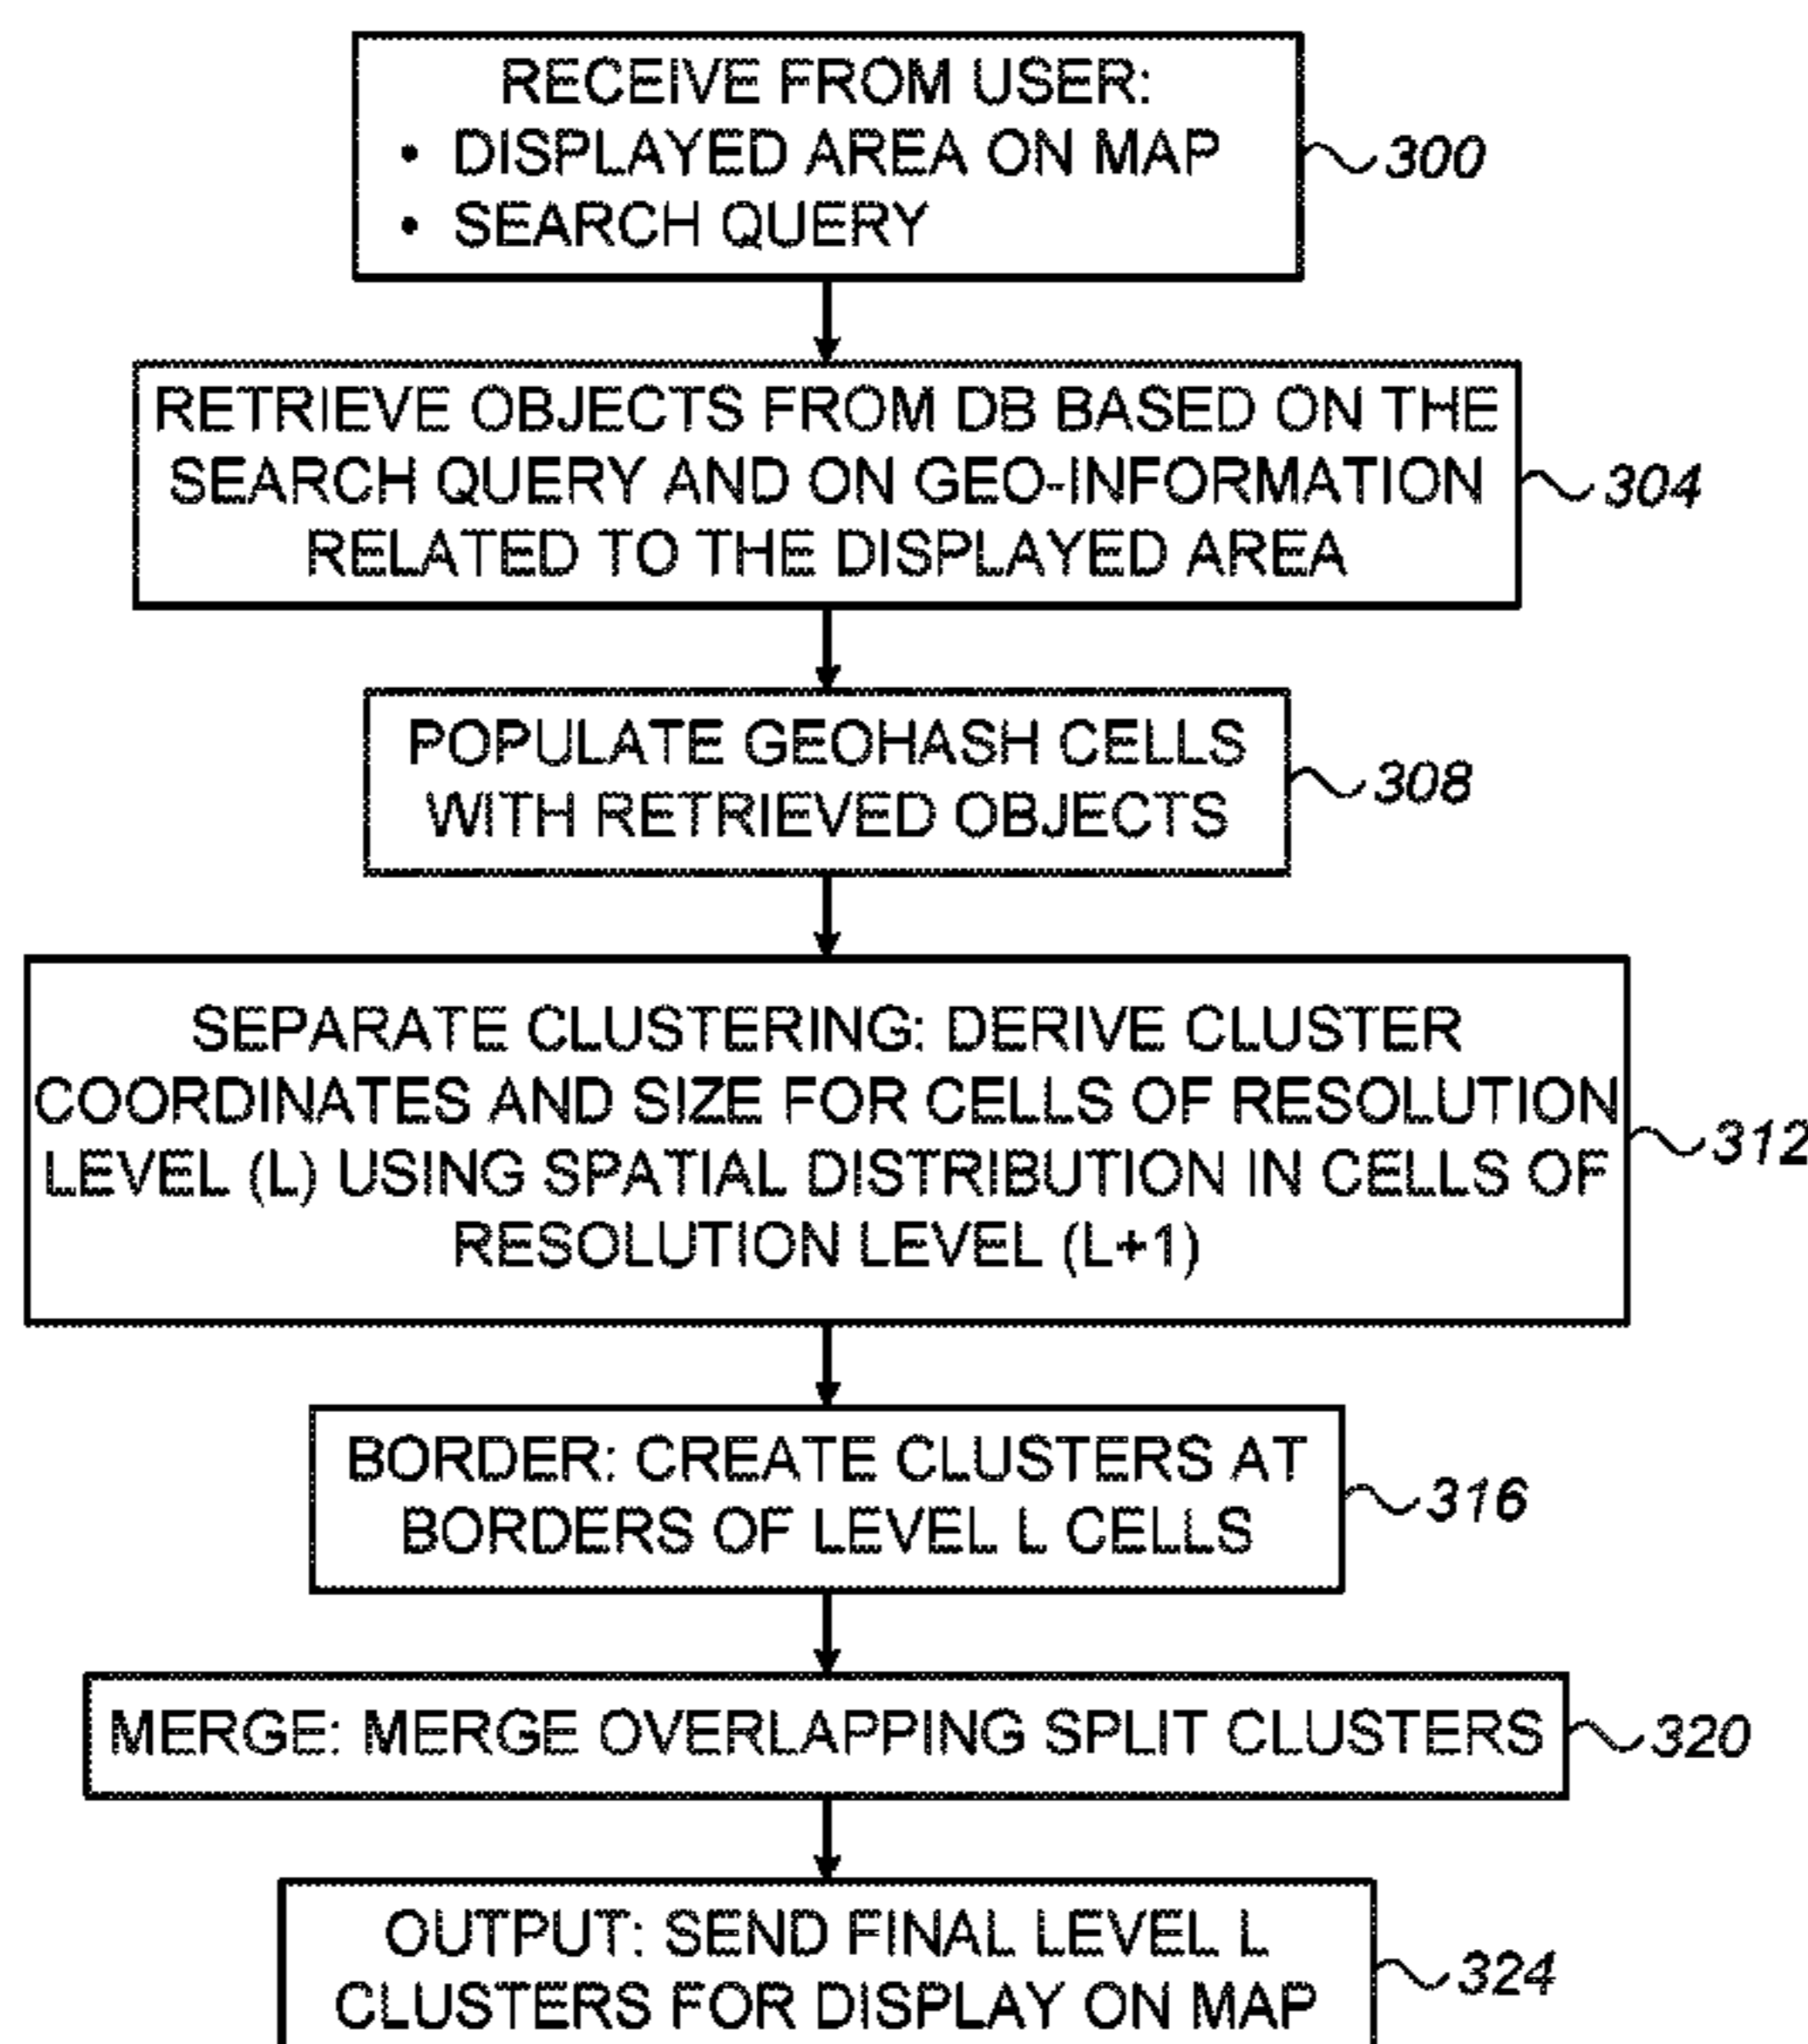 RECEIVE FROM USER:
• DISPLAYED AREA ON MAP
• SEARCH QUERY
300
RETRIEVE OBJECTS FROM DB BASED ON THE
SEARCH QUERY AND ON GEO-INFORMATION
RELATED TO THE DISPLAYED AREA
304
POPULATE GEOHASH CELLS
WITH RETRIEVED OBJECTS
308
SEPARATE CLUSTERING: DERIVE CLUSTER
COORDINATES AND SIZE FOR CELLS OF RESOLUTION
LEVEL (L) USING SPATIAL DISTRIBUTION IN CELLS OF
RESOLUTION LEVEL (L+1)
312
BORDER: CREATE CLUSTERS AT
BORDERS OF LEVEL L CELLS
316
MERGE: MERGE OVERLAPPING SPLIT CLUSTERS
320
OUTPUT: SEND FINAL LEVEL L
CLUSTERS FOR DISPLAY ON MAP
324